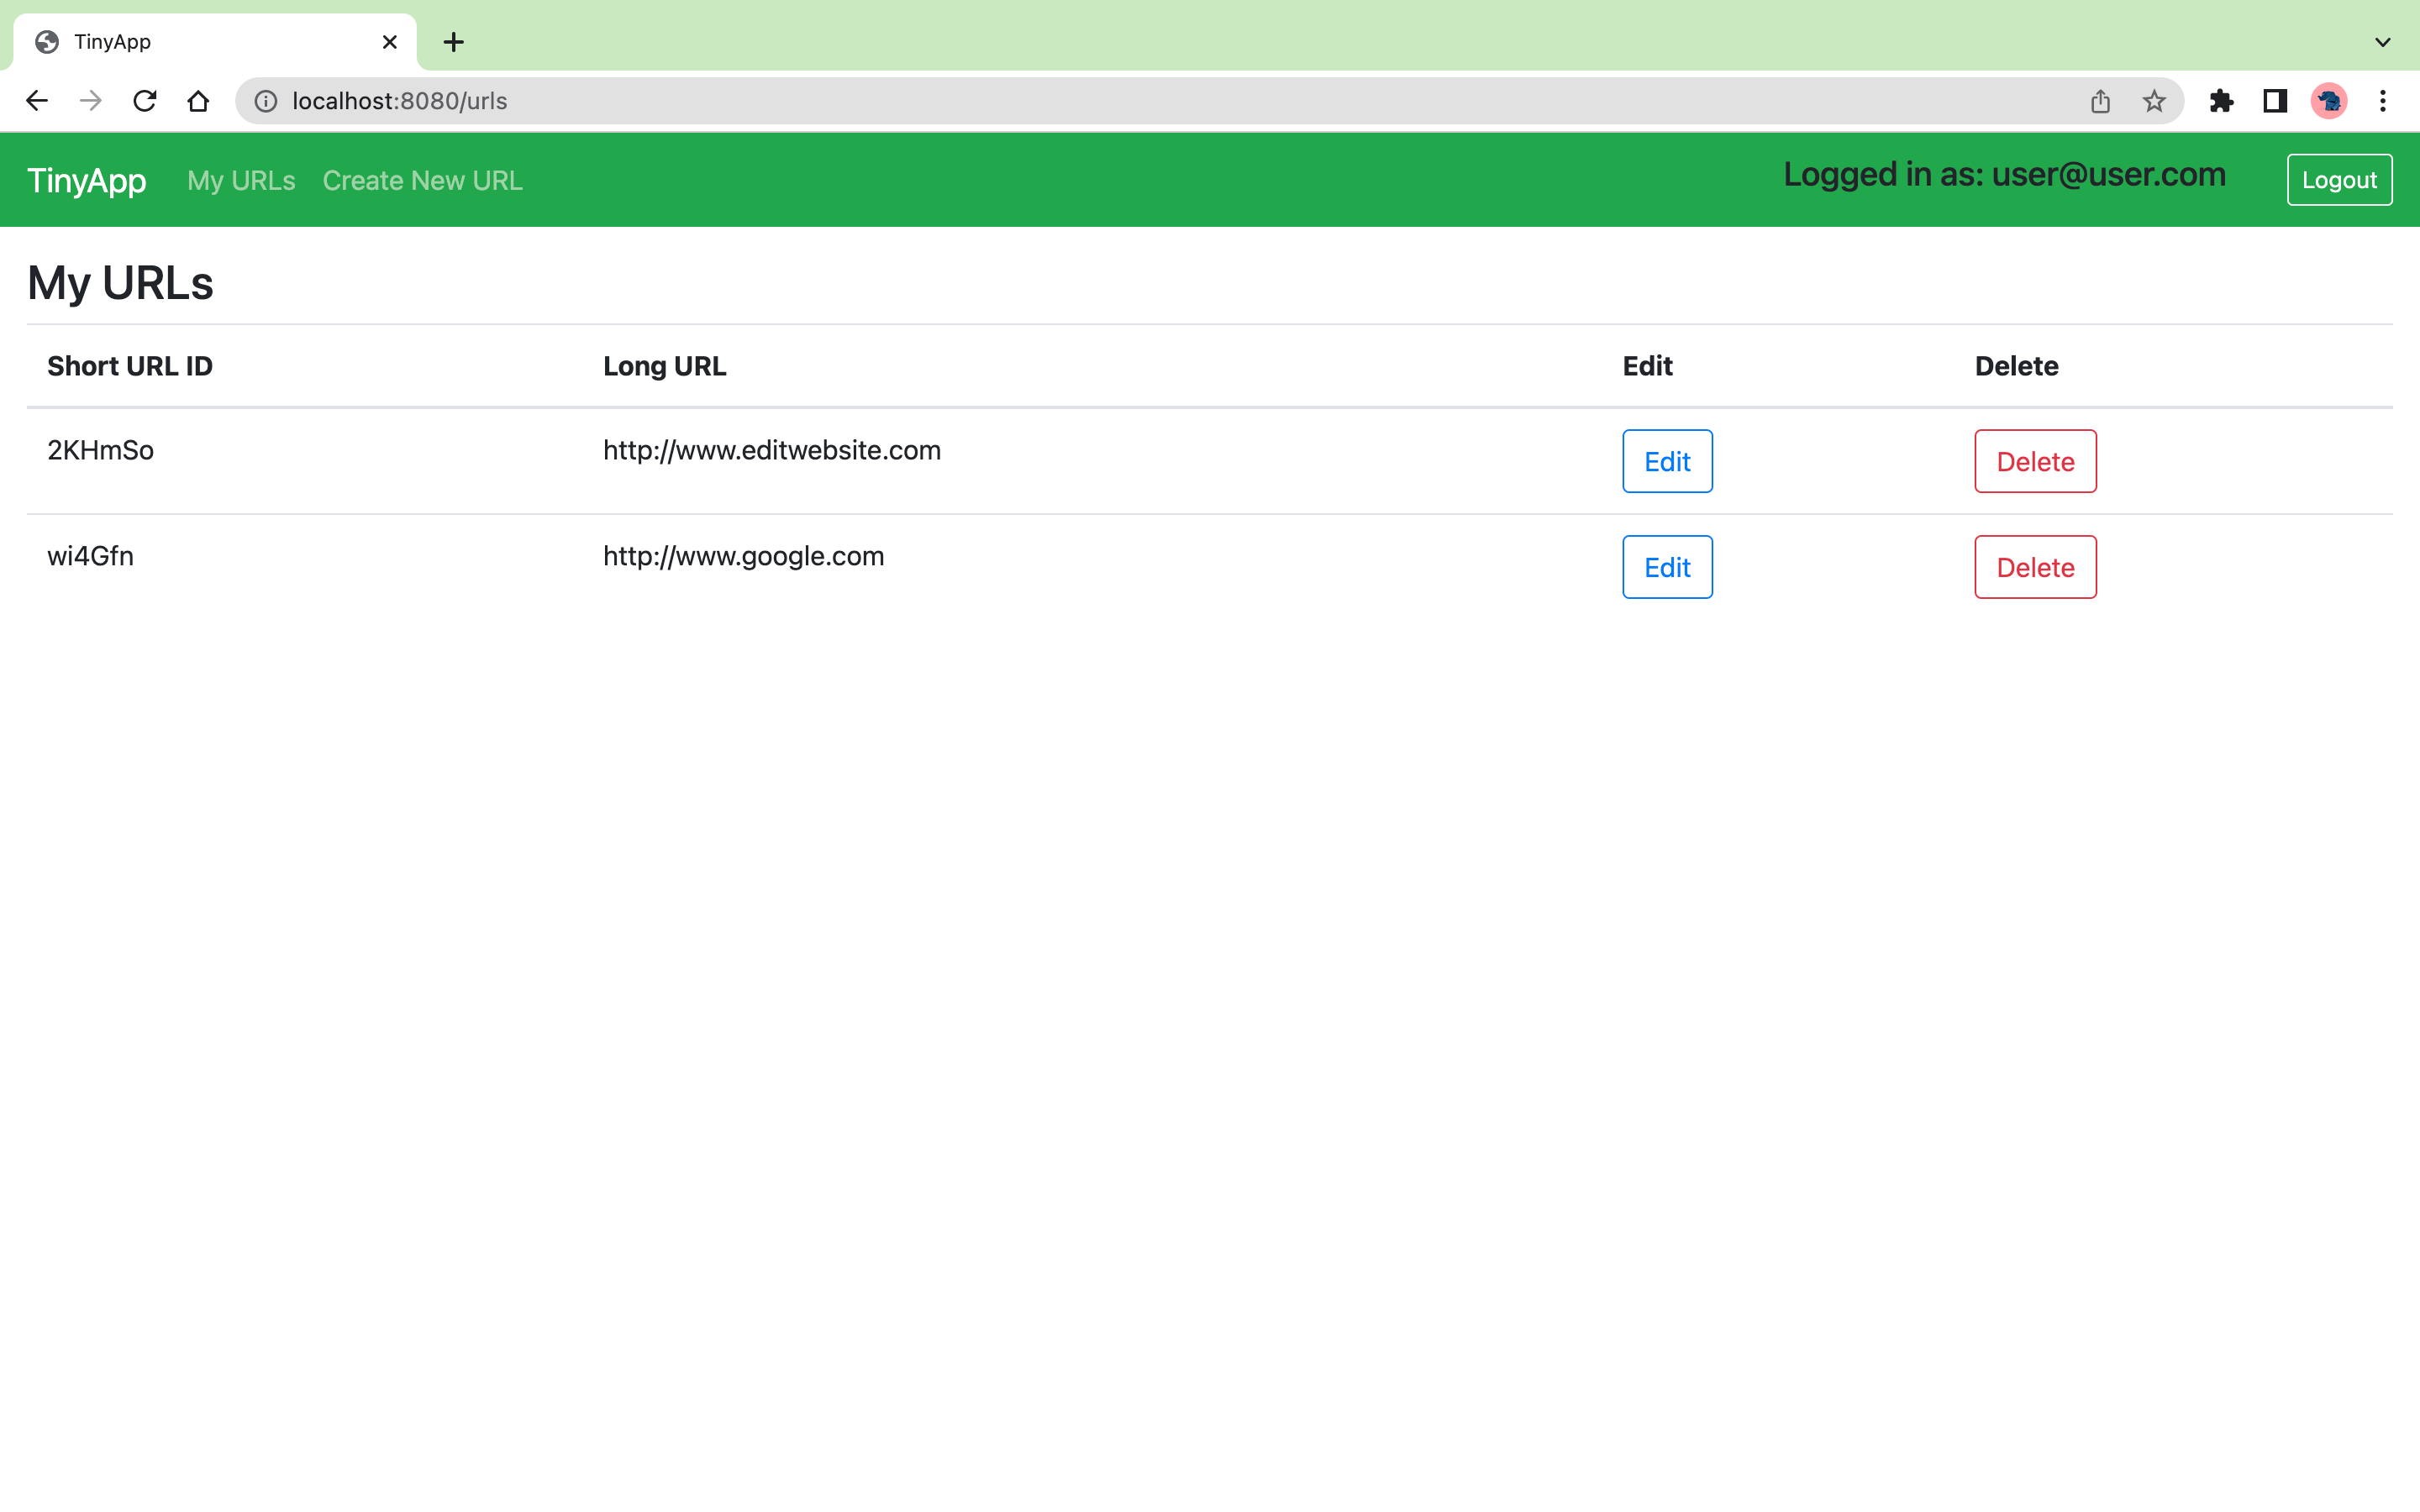 TinyApp
localhost:8080/urls
TinyApp My URLs Create New URL Logged in as: user@user.com Logout
My URLs
Short URL ID Long URL Edit Delete
2KHmSo http://www.editwebsite.com Edit Delete
wi4Gfn http://www.google.com Edit Delete